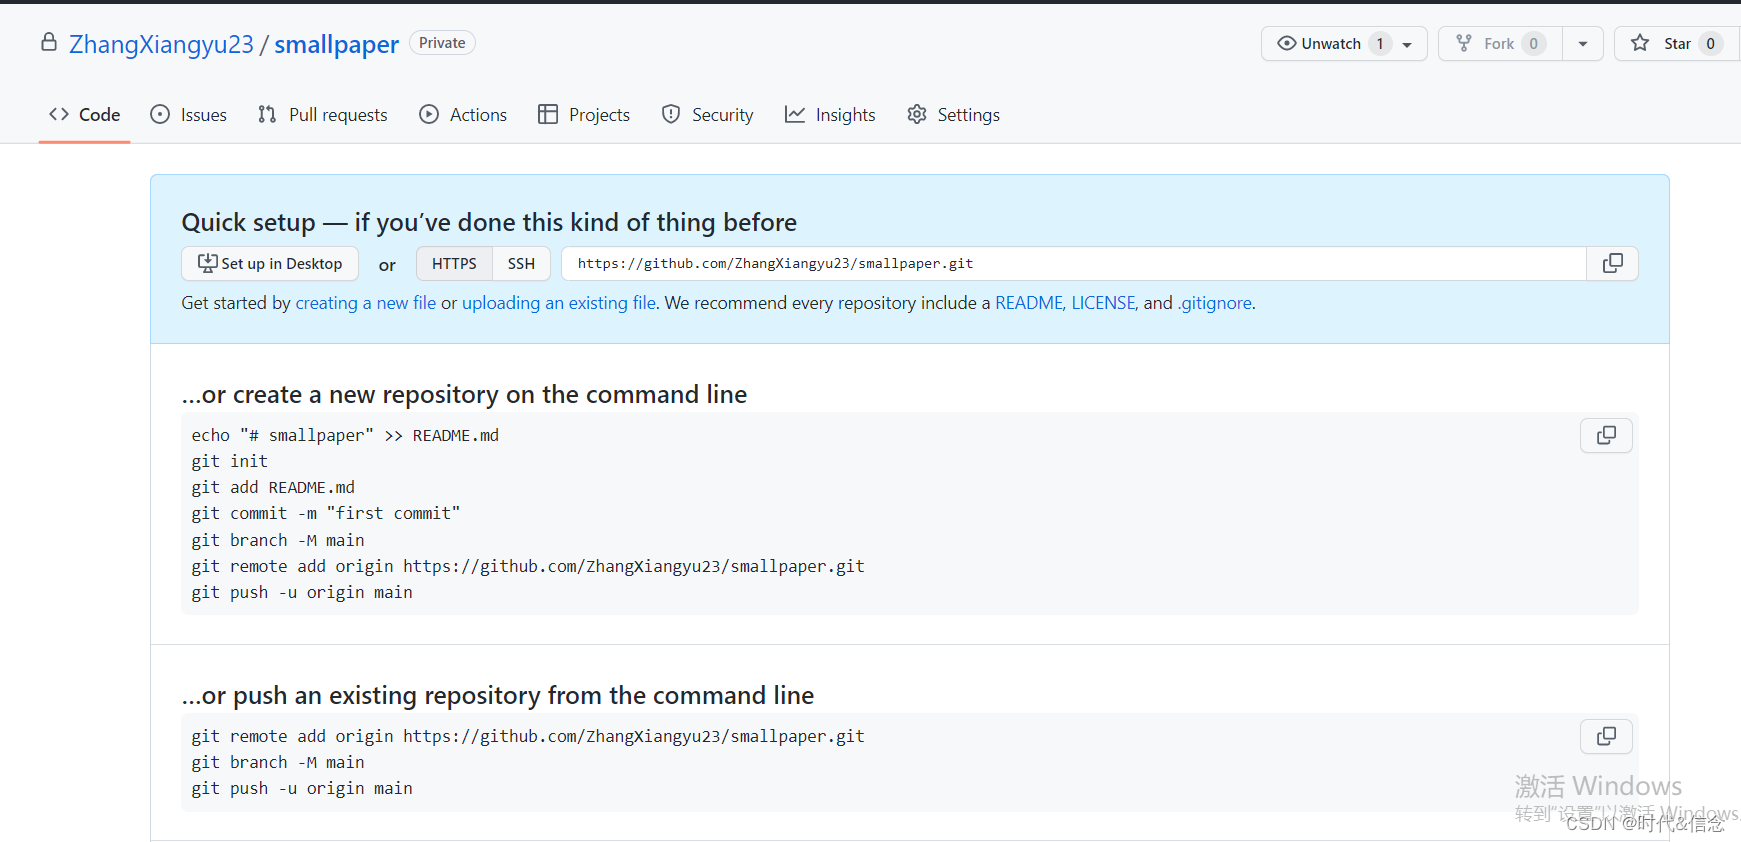 ZhangXiangyu23 / smallpaper Private Unwatch 1 Fork 0 Star 0
Code Issues Pull requests Actions Projects Security Insights Settings
Quick setup — if you’ve done this kind of thing before
Set up in Desktop or HTTPS SSH https://github.com/ZhangXiangyu23/smallpaper.git
Get started by creating a new file or uploading an existing file. We recommend every repository include a README, LICENSE, and .gitignore.
…or create a new repository on the command line
echo "# smallpaper" >> README.md
git init
git add README.md
git commit -m "first commit"
git branch -M main
git remote add origin https://github.com/ZhangXiangyu23/smallpaper.git
git push -u origin main
…or push an existing repository from the command line
git remote add origin https://github.com/ZhangXiangyu23/smallpaper.git
git branch -M main
git push -u origin main
激活 Windows
转到“设置”以激活 Windows。
CSDN @时代&信念